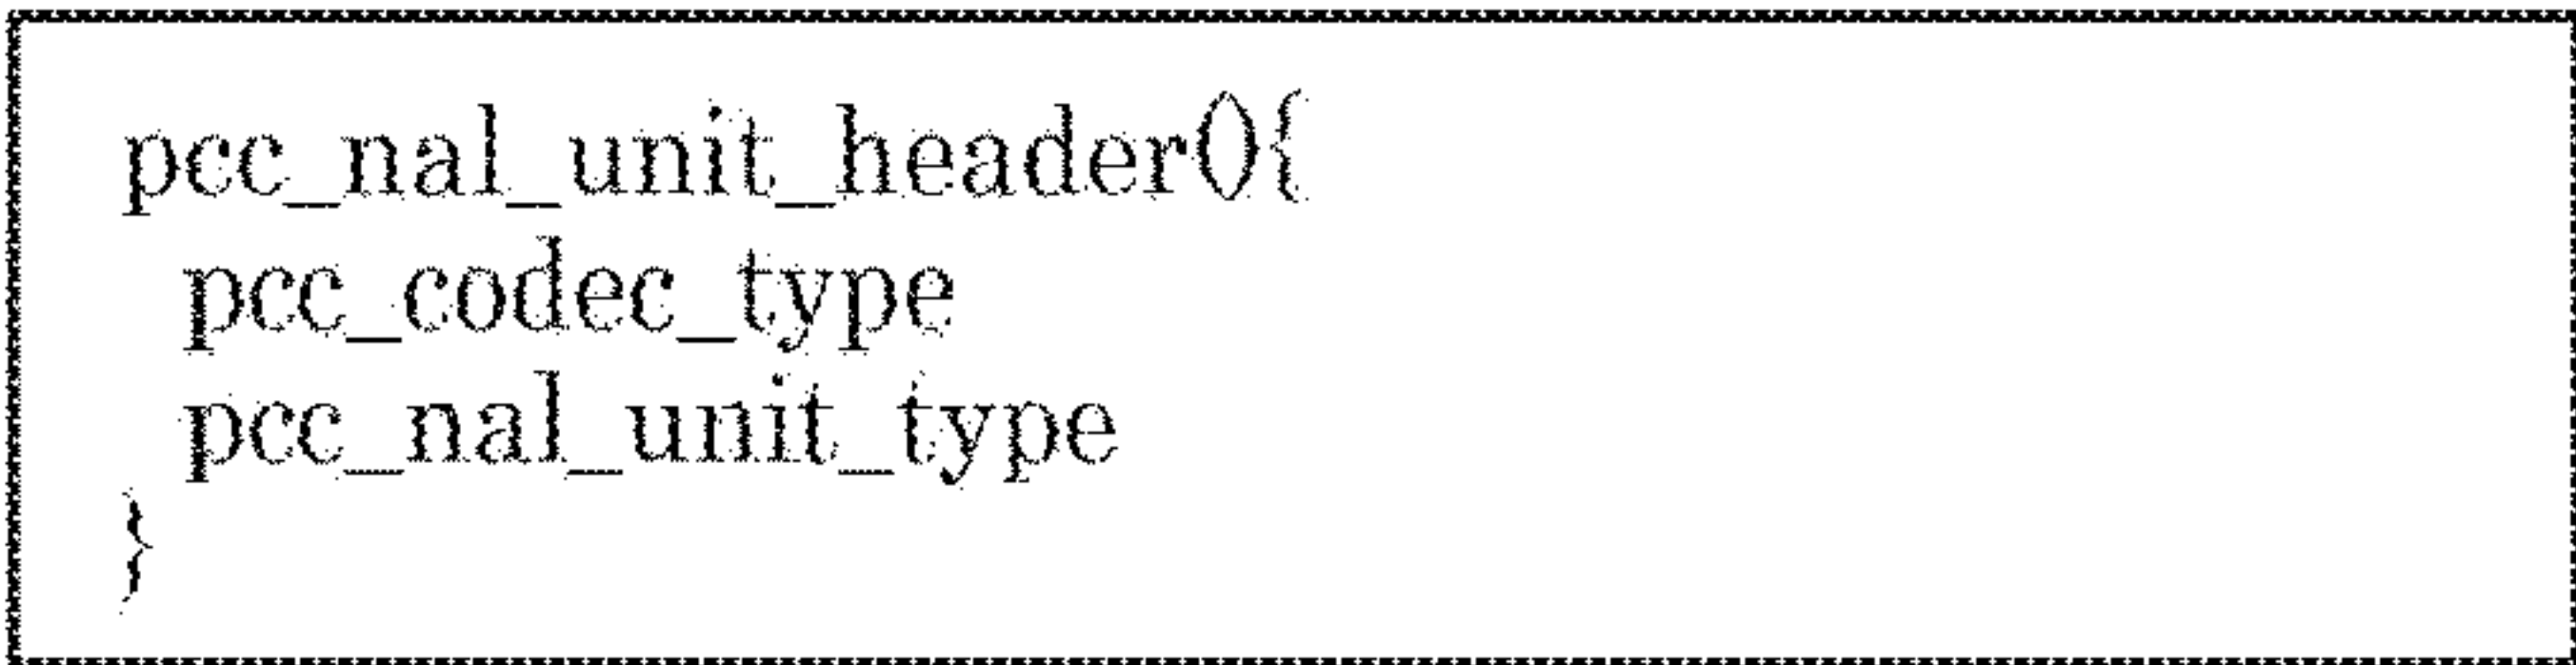 pcc_nal_unit_header(){
pcc_codec_type
pcc_nal_unit_type
}